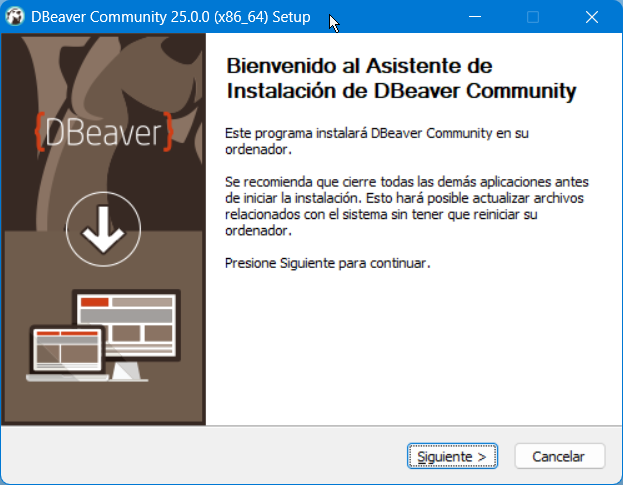 DBeaver Community 25.0.0 (x86_64) Setup
{DBeaver}
Bienvenido al Asistente de
Instalación de DBeaver Community
Este programa instalará DBeaver Community en su
ordenador.
Se recomienda que cierre todas las demás aplicaciones antes
de iniciar la instalación. Esto hará posible actualizar archivos
relacionados con el sistema sin tener que reiniciar su
ordenador.
Presione Siguiente para continuar.
Siguiente >
Cancelar